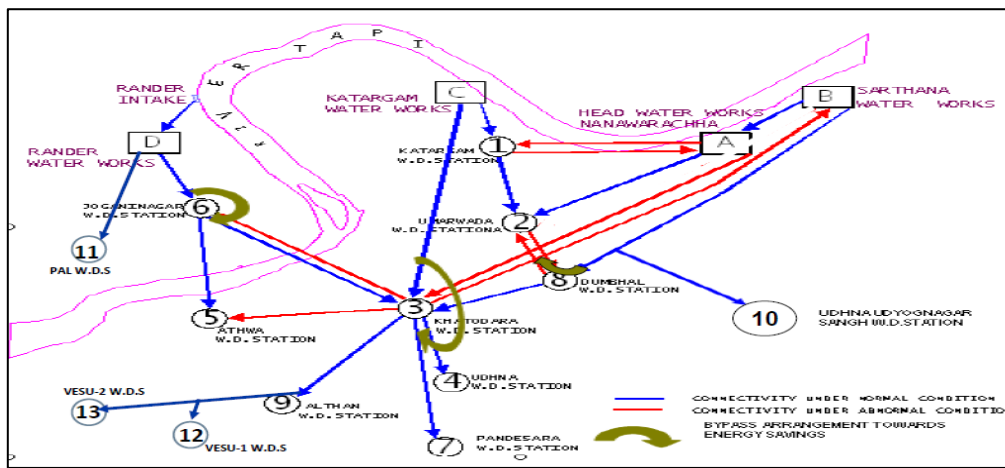 TAPI
RIVER
RANDER
INTAKE
C
KATARGAM
WATER WORKS
B
SARTHANA
WATER WORKS
HEAD WATER WORKS
NANAWARACHHA
A
D
RANDER
WATER WORKS
1
KATARGAM
W.D.STATION
JOGANINAGAR
W.D.STATION
6
UMARWADA
W.D.STATIONA
2
11
PAL W.D.S
8
DUMBHAL
W.D.STATION
5
ATHWA
W.D.STATION
3
KHATODARA
W.D.STATION
10
UDHNA UDYOGNAGAR
SANGH W.D.STATION
4
UDHNA
W.D.STATION
VESU-2 W.D.S
13
9
ALTHAN
W.D.STATION
12
VESU-1 W.D.S
7
PANDESARA
W.D.STATION
CONNECTIVITY UNDER NORMAL CONDITION
CONNECTIVITY UNDER ABNORMAL CONDITI
BYPASS ARRANGEMENT TOWARDS
ENERGY SAVINGS